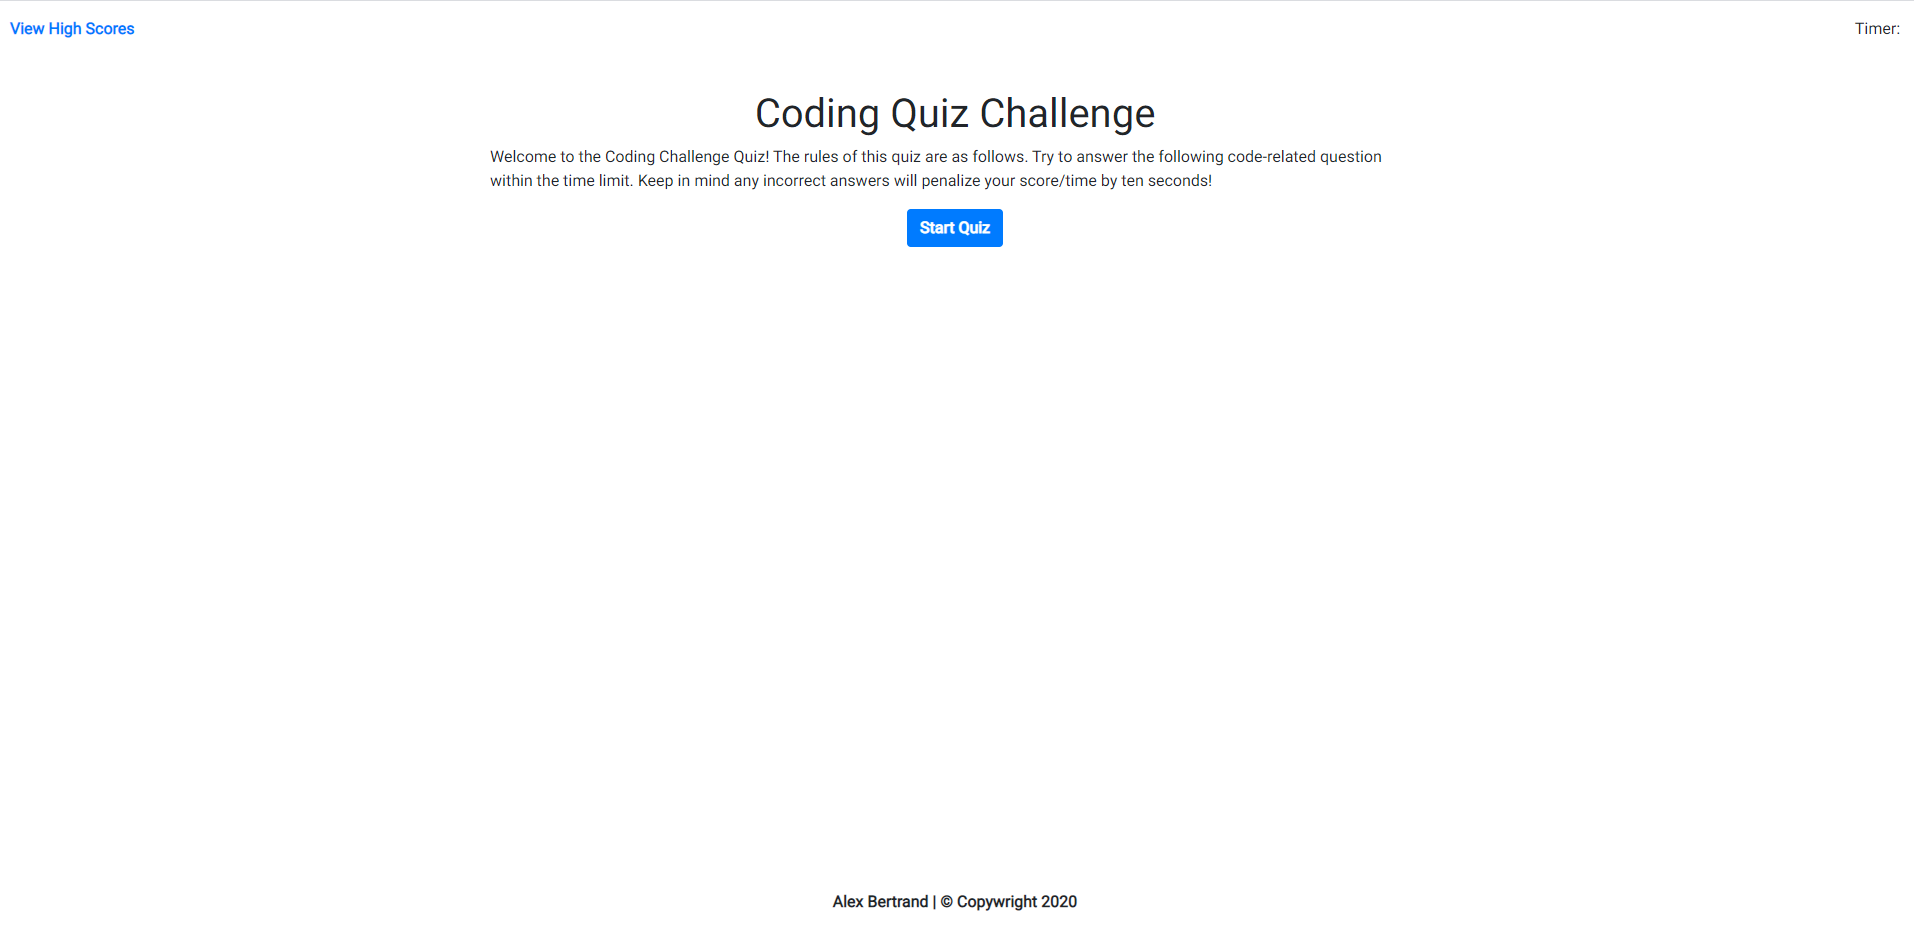 View High Scores
Timer:
Coding Quiz Challenge
Welcome to the Coding Challenge Quiz! The rules of this quiz are as follows. Try to answer the following code-related question
within the time limit. Keep in mind any incorrect answers will penalize your score/time by ten seconds!
Start Quiz
Alex Bertrand | © Copywright 2020